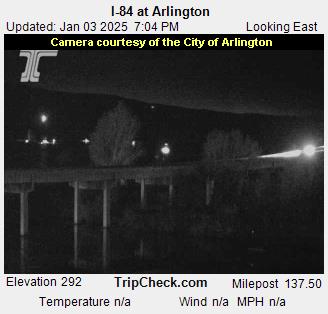 I-84 at Arlington
Updated: Jan 03 2025 7:04 PM Looking East
Camera courtesy of the City of Arlington
Elevation 292 TripCheck.com Milepost 137.50
Temperature n/a Wind n/a MPH n/a